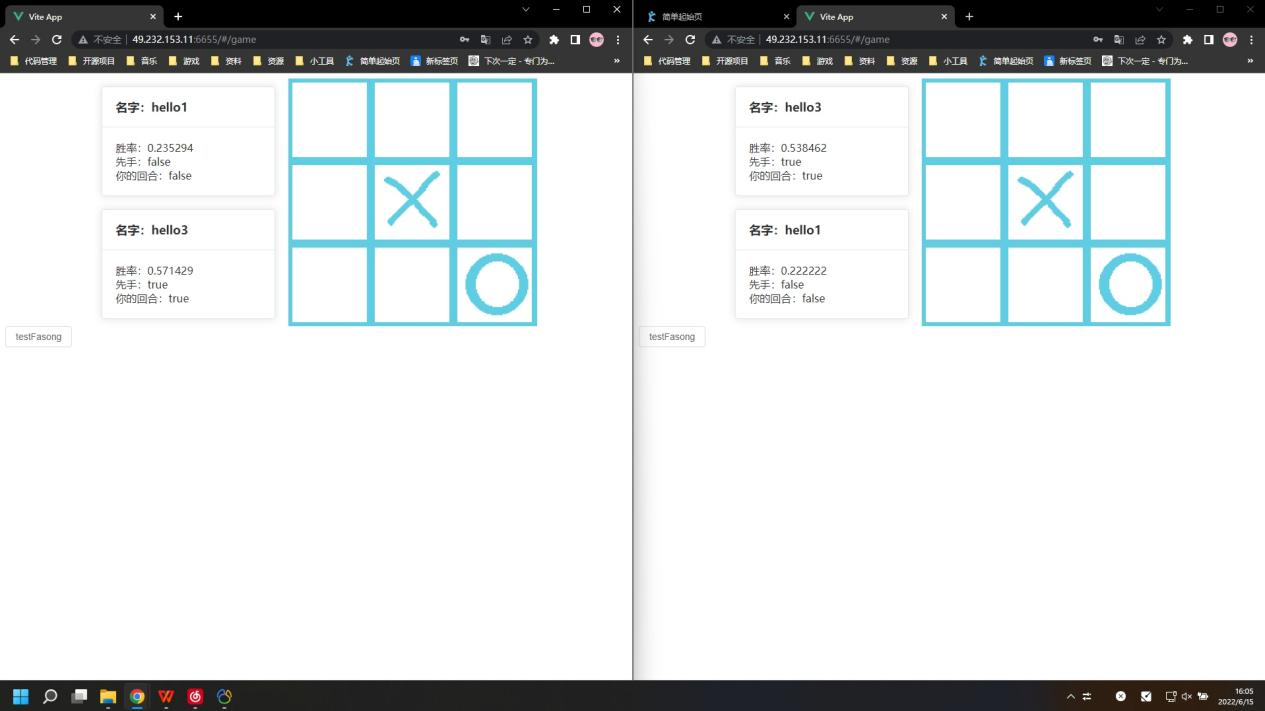 Vite App
不安全 49.232.153.11:6655/#/game
代码管理 开源项目 音乐 游戏 资料 资源 小工具 简单起始页 新标签页 下次一定 - 专门为... »
名字：hello1
胜率：0.235294
先手：false
你的回合：false
名字：hello3
胜率：0.571429
先手：true
你的回合：true
testFasong
简单起始页 Vite App
不安全 49.232.153.11:6655/#/game
代码管理 开源项目 音乐 游戏 资料 资源 小工具 简单起始页 新标签页 下次一定 - 专门为... »
名字：hello3
胜率：0.538462
先手：true
你的回合：true
名字：hello1
胜率：0.222222
先手：false
你的回合：false
testFasong
16:05
2022/6/15